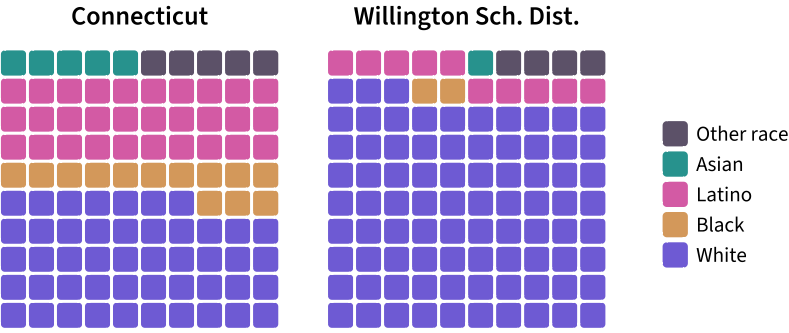 Connecticut
Willington Sch. Dist.
Other race
Asian
Latino
Black
White